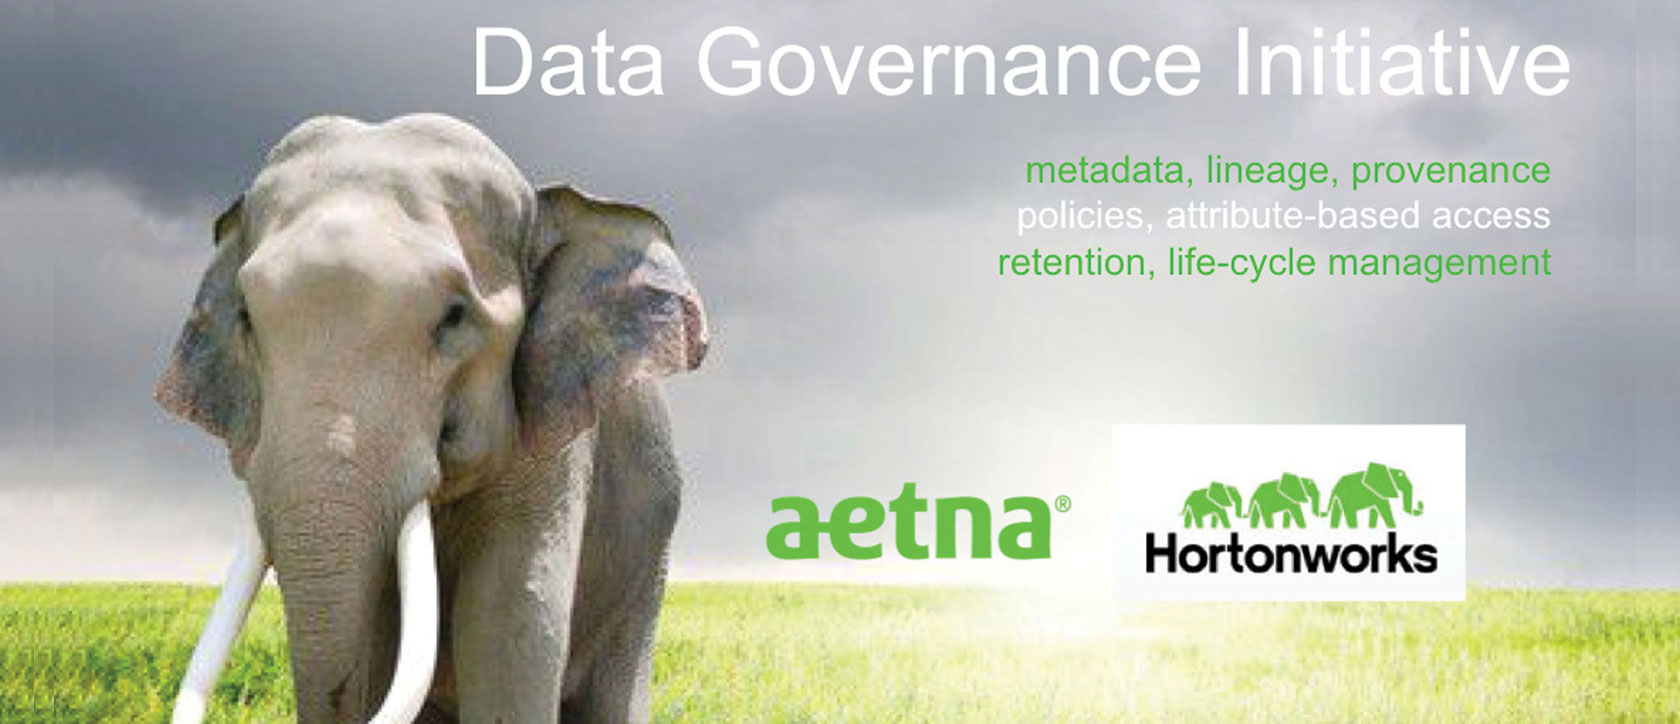 Data Governance Initiative
metadata, lineage, provenance
policies, attribute-based access
retention, life-cycle management
aetna®
Hortonworks